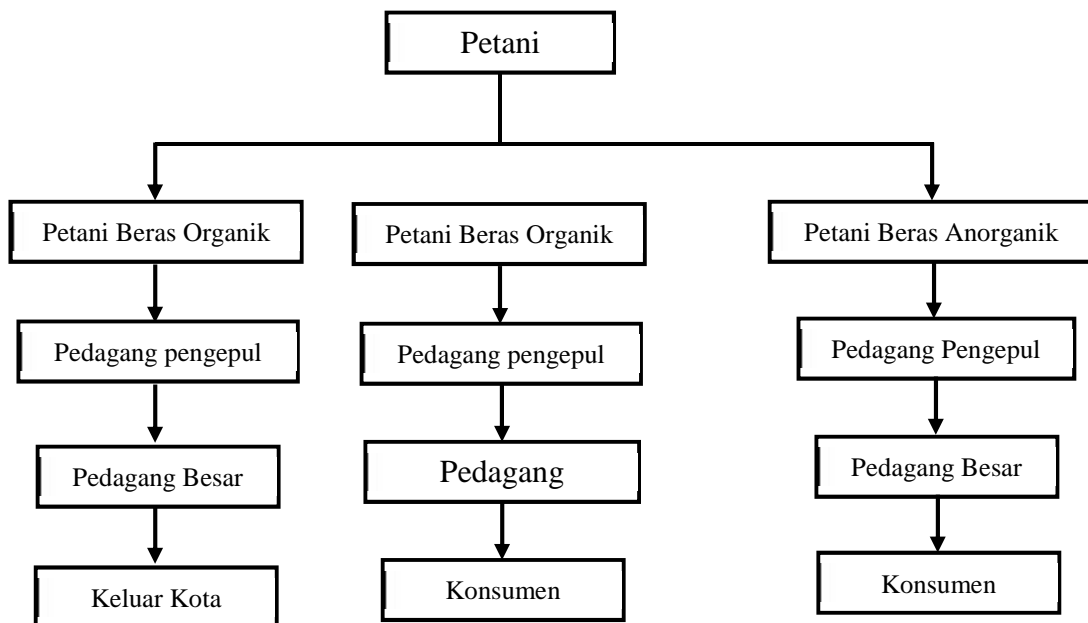 Petani
Petani Beras Organik
Petani Beras Organik
Petani Beras Anorganik
Pedagang pengepul
Pedagang pengepul
Pedagang Pengepul
Pedagang Besar
Pedagang
Pedagang Besar
Keluar Kota
Konsumen
Konsumen